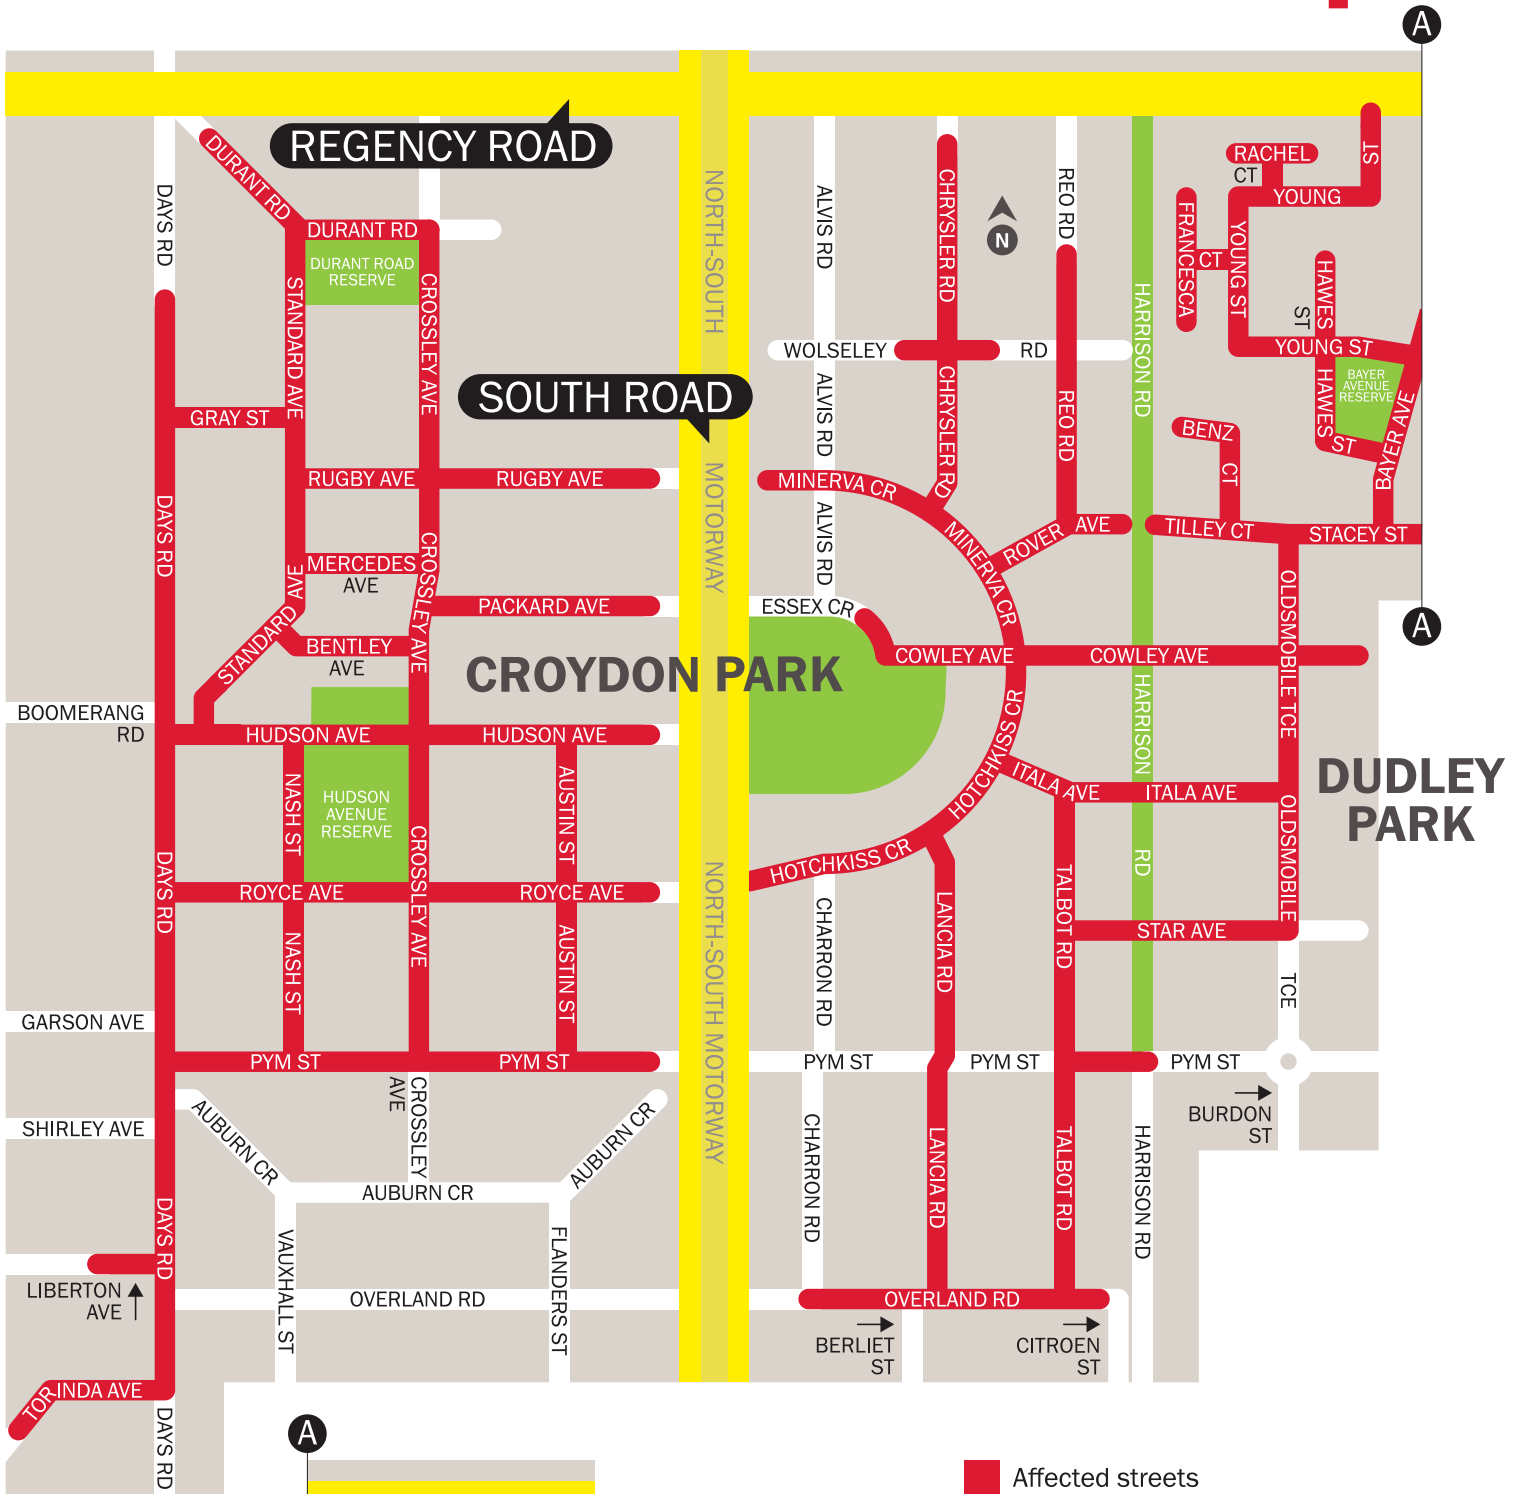 A
REGENCY ROAD
DURANT RD
DURANT RD
DURANT ROAD
RESERVE
DAYS RD
STANDARD AVE
CROSSLEY AVE
NORTH-SOUTH
ALVIS RD
CHRYSLER RD
N
REO RD
HARRISON RD
RACHEL
CT
YOUNG
ST
FRANCESCA
CT
YOUNG ST
HAWES
ST
YOUNG ST
BAYER
AVENUE
RESERVE
HAWES
ST
BAYER AVE
WOLSELEY
RD
SOUTH ROAD
ALVIS RD
CHRYSLER RD
REO RD
GRAY ST
BENZ
CT
RUGBY AVE
RUGBY AVE
MOTORWAY
MINERVA CR
MINERVA CR
ALVIS RD
ROVER
AVE
TILLEY CT
STACEY ST
DAYS RD
MERCEDES
AVE
CROSSLEY AVE
AVE
STANDARD
PACKARD AVE
ESSEX CR
BENTLEY
AVE
CROYDON PARK
COWLEY AVE
COWLEY AVE
OLDSMOBILE TCE
A
BOOMERANG
RD
HUDSON AVE
HUDSON AVE
HARRISON
RD
HOTCHKISS CR
HOTCHKISS CR
ITALA AVE
ITALA AVE
DUDLEY
PARK
NASH ST
HUDSON
AVENUE
RESERVE
AUSTIN ST
CROSSLEY AVE
DAYS RD
ROYCE AVE
ROYCE AVE
NORTH-SOUTH MOTORWAY
CHARRON RD
LANCIA RD
TALBOT RD
STAR AVE
OLDSMOBILE
TCE
NASH ST
AUSTIN ST
GARSON AVE
PYM ST
PYM ST
PYM ST
PYM ST
PYM ST
BURDON
ST
SHIRLEY AVE
AUBURN CR
CROSSLEY
AVE
AUBURN CR
AUBURN CR
CHARRON RD
LANCIA RD
TALBOT RD
HARRISON RD
DAYS RD
VAUXHALL ST
FLANDERS ST
LIBERTON
AVE
OVERLAND RD
OVERLAND RD
BERLIET
ST
CITROEN
ST
TORINDA AVE
DAYS RD
A
Affected streets